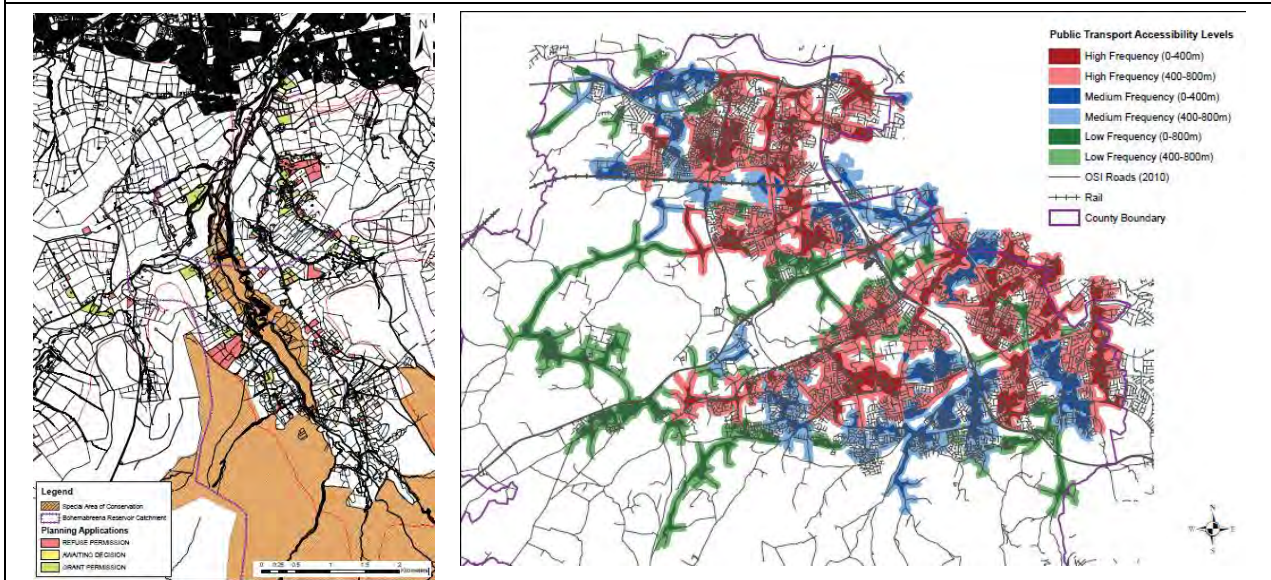 N
Legend
Special Area of Conservation
Bohernabreena Reservoir Catchment
Planning Applications
REFUSE PERMISSION
AWAITING DECISION
GRANT PERMISSION
0 0.25 0.5 1 1.5 2
Kilometers
Public Transport Accessibility Levels
High Frequency (0-400m)
High Frequency (400-800m)
Medium Frequency (0-400m)
Medium Frequency (400-800m)
Low Frequency (0-800m)
Low Frequency (400-800m)
OSI Roads (2010)
Rail
County Boundary
N
W E
S